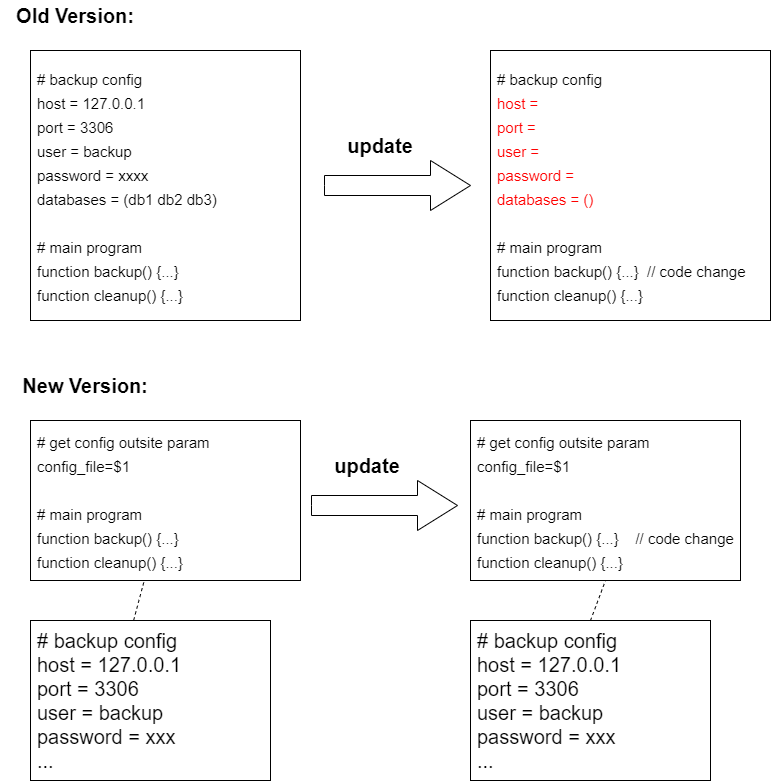 Old Version:
# backup config
host = 127.0.0.1
port = 3306
user = backup
password = xxxx
databases = (db1 db2 db3)
# main program
function backup() {...}
function cleanup() {...}
update
# backup config
host =
port =
user =
password =
databases = ()
# main program
function backup() {...}  // code change
function cleanup() {...}
New Version:
# get config outsite param
config_file=$1
# main program
function backup() {...}
function cleanup() {...}
# backup config
host = 127.0.0.1
port = 3306
user = backup
password = xxx
...
update
# get config outsite param
config_file=$1
# main program
function backup() {...}    // code change
function cleanup() {...}
# backup config
host = 127.0.0.1
port = 3306
user = backup
password = xxx
...